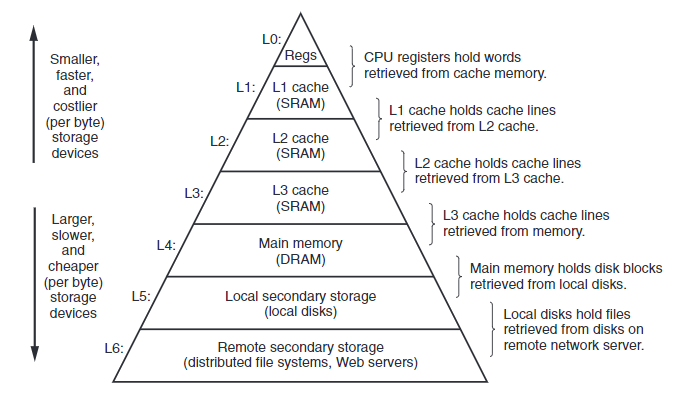 L0:
Regs
CPU registers hold words
retrieved from cache memory.
Smaller,
faster,
and
costlier
(per byte)
storage
devices
L1:
L1 cache
(SRAM)
L1 cache holds cache lines
retrieved from L2 cache.
L2:
L2 cache
(SRAM)
L2 cache holds cache lines
retrieved from L3 cache.
L3:
L3 cache
(SRAM)
L3 cache holds cache lines
retrieved from memory.
Larger,
slower,
and
cheaper
(per byte)
storage
devices
L4:
Main memory
(DRAM)
Main memory holds disk blocks
retrieved from local disks.
L5:
Local secondary storage
(local disks)
Local disks hold files
retrieved from disks on
remote network server.
L6:
Remote secondary storage
(distributed file systems, Web servers)